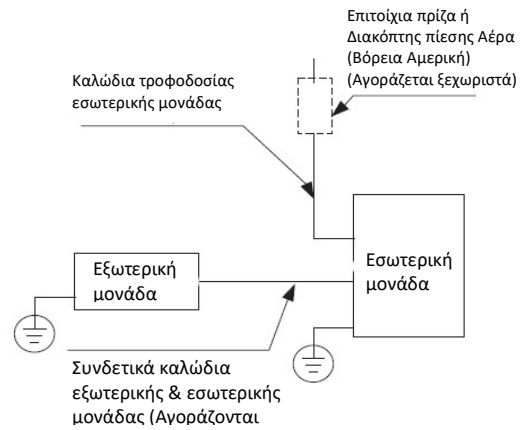 Επιτοίχια πρίζα ή
Διακόπτης πίεσης Αέρα
(Βόρεια Αμερική)
(Αγοράζεται ξεχωριστά)
Καλώδια τροφοδοσίας
εσωτερικής μονάδας
Εξωτερική
μονάδα
Εσωτερική
μονάδα
Συνδετικά καλώδια
εξωτερικής & εσωτερικής
μονάδας (Αγοράζονται